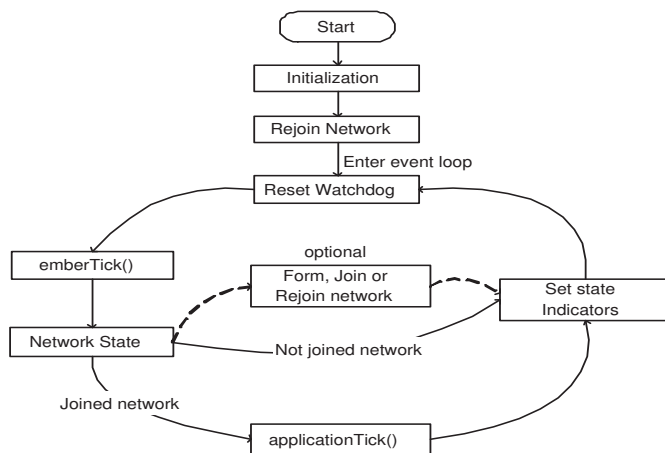 Start
Initialization
Rejoin Network
Enter event loop
Reset Watchdog
emberTick()
optional
Form, Join or
Rejoin network
Set state
Indicators
Network State
Not joined network
Joined network
applicationTick()